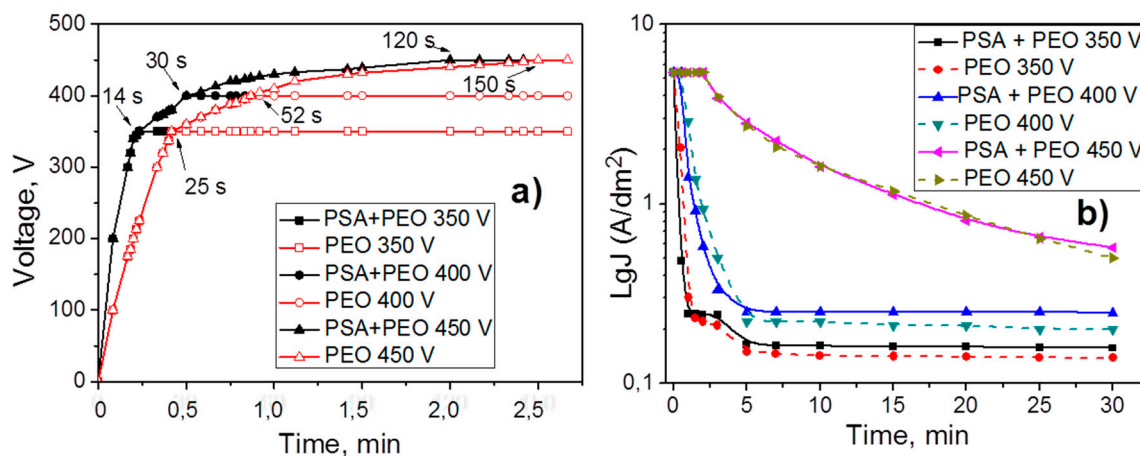 500
400
300
200
100
0
Voltage, V
120 s
30 s
14 s
150 s
52 s
25 s
a)
PSA+PEO 350 V
PEO 350 V
PSA+PEO 400 V
PEO 400 V
PSA+PEO 450 V
PEO 450 V
0 0,5 1,0 1,5 2,0 2,5
Time, min
10
1
0,1
LgJ (A/dm²)
PSA + PEO 350 V
PEO 350 V
PSA + PEO 400 V
PEO 400 V
PSA + PEO 450 V
PEO 450 V
b)
0 5 10 15 20 25 30
Time, min